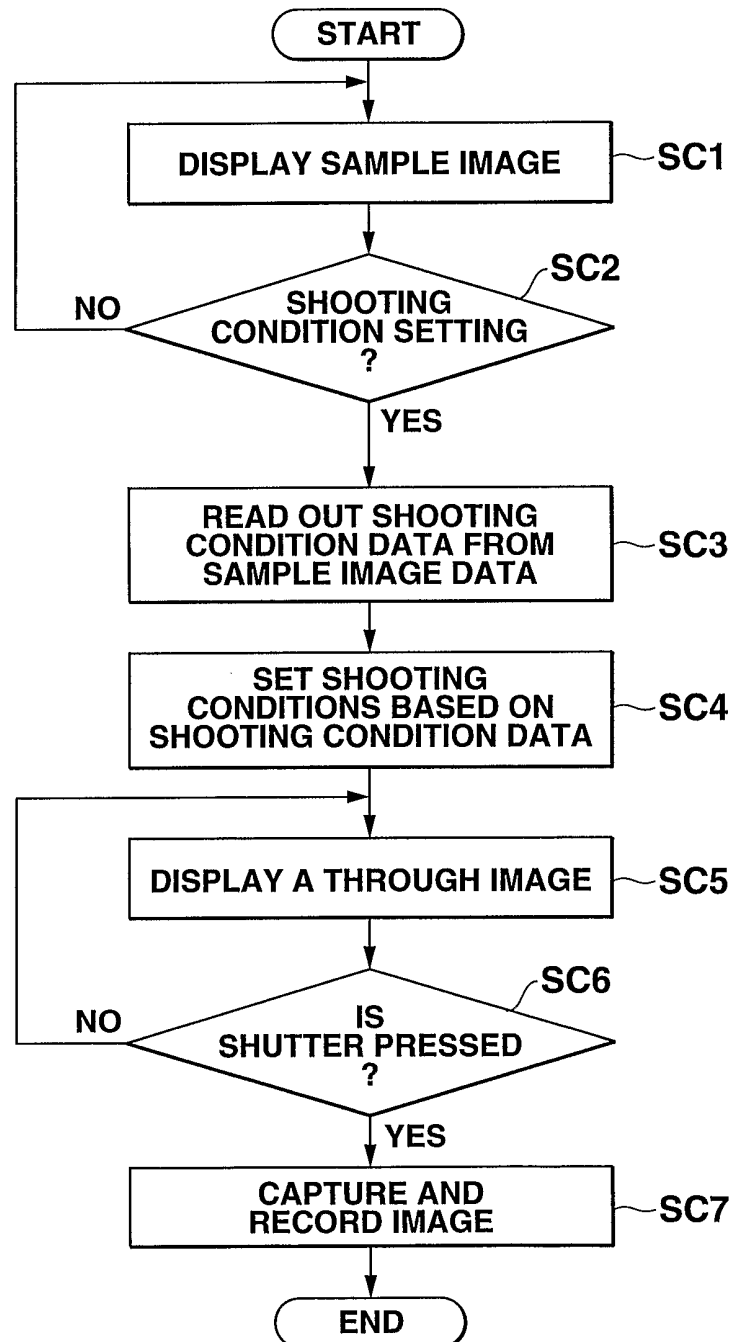 START
DISPLAY SAMPLE IMAGE
SC1
SC2
SHOOTING
CONDITION SETTING
?
NO
YES
READ OUT SHOOTING
CONDITION DATA FROM
SAMPLE IMAGE DATA
SC3
SET SHOOTING
CONDITIONS BASED ON
SHOOTING CONDITION DATA
SC4
DISPLAY A THROUGH IMAGE
SC5
SC6
IS
SHUTTER PRESSED
?
NO
YES
CAPTURE AND
RECORD IMAGE
SC7
END